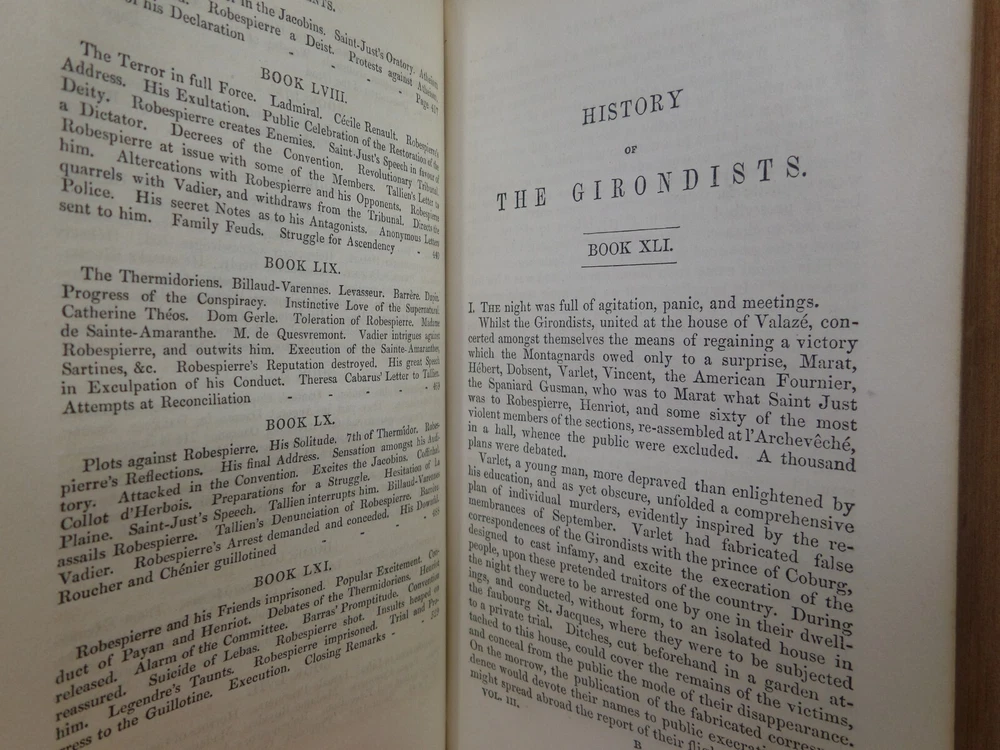 NTS.
r in the Jacobins. Saint-Just's Oratory. Atheism.
Robespierre a Deist. Protests against Atheism.
of his Declaration - - - - Page 417
BOOK LVIII.
The Terror in full Force. Ladmiral. Cécile Renault. Robespierre's
Address. His Exultation. Public Celebration of the Restoration of the
Deity. Robespierre creates Enemies. Saint-Just's Speech in favour of
a Dictator. Decrees of the Convention. Revolutionary Tribunal.
Robespierre at issue with some of the Members. Tallien's Letter to
him. Altercations with Robespierre and his Opponents. Robespierre
quarrels with Vadier, and withdraws from the Tribunal. Directs the
Police. His secret Notes as to his Antagonists. Anonymous Letters
sent to him. Family Feuds. Struggle for Ascendency - 440
BOOK LIX.
The Thermidoriens. Billaud-Varennes. Levasseur. Barrère.
Progress of the Conspiracy. Instinctive Love of the Supernatural.
Catherine Théos. Dom Gerle. Toleration of Robespierre. Madame
de Sainte-Amaranthe. M. de Quesvremont. Vadier intrigues against
Robespierre, and outwits him. Execution of the Sainte-Amaranthes,
Sartines, &c. Robespierre's Reputation destroyed. His great Speech
in Exculpation of his Conduct. Theresa Cabarus' Letter to Tallien.
Attempts at Reconciliation - - - - 469
BOOK LX.
Plots against Robespierre. His Solitude. 7th of Thermidor. Robes-
pierre's Reflections. His final Address. Sensation amongst his Audi-
tory. Attacked in the Convention. Excites the Jacobins. Coffinhal.
Collot d'Herbois. Preparations for a Struggle. Hesitation of La
Plaine. Saint-Just's Speech. Tallien interrupts him. Billaud-Varennes
assails Robespierre. Tallien's Denunciation of Robespierre. Barrère
Vadier. Robespierre's Arrest demanded and conceded. His Downfal.
Roucher and Chénier guillotined - - - -
BOOK LXI.
Robespierre and his Friends imprisoned. Popular Excitement. Con-
duct of Payan and Henriot. Debates of the Thermidoriens. Henriot
released. Alarm of the Committee. Barras' Promptitude. Convention
reassured. Suicide of Lebas. Robespierre shot. Insults heaped on
him. Legendre's Taunts. Robespierre imprisoned. Trial and Pro-
gress to the Guillotine. Execution. Closing Remarks - -
HISTORY
OF
THE GIRONDISTS.
BOOK XLI.
I. THE night was full of agitation, panic, and meetings.
Whilst the Girondists, united at the house of Valazé, con-
certed amongst themselves the means of regaining a victory
which the Montagnards owed only to a surprise, Marat,
Hébert, Dobsent, Varlet, Vincent, the American Fournier,
the Spaniard Gusman, who was to Marat what Saint Just
was to Robespierre, Henriot, and some sixty of the most
violent members of the sections, re-assembled at l'Archevêché,
in a hall, whence the public were excluded. A thousand
plans were debated.
Varlet, a young man, more depraved than enlightened by
his education, and as yet obscure, unfolded a comprehensive
plan of individual murders, evidently inspired by the re-
membrances of September. Varlet had fabricated false
correspondences of the Girondists with the prince of Coburg,
designed to cast infamy, and excite the execration of the
people, upon these pretended traitors of the country. During
the night they were to be arrested one by one in their dwell-
ings, and conducted, without form, to an isolated house in
the faubourg St. Jacques, where they were to be subjected
to a private trial. Ditches, cut beforehand in a garden at-
tached to this house, could cover the remains of the victims,
and conceal from the public the mode of their disappearance.
On the morrow, the publication of the fabricated corres-
dence would devote their names to public execration
might spread abroad the report of their
VOL. III.
B